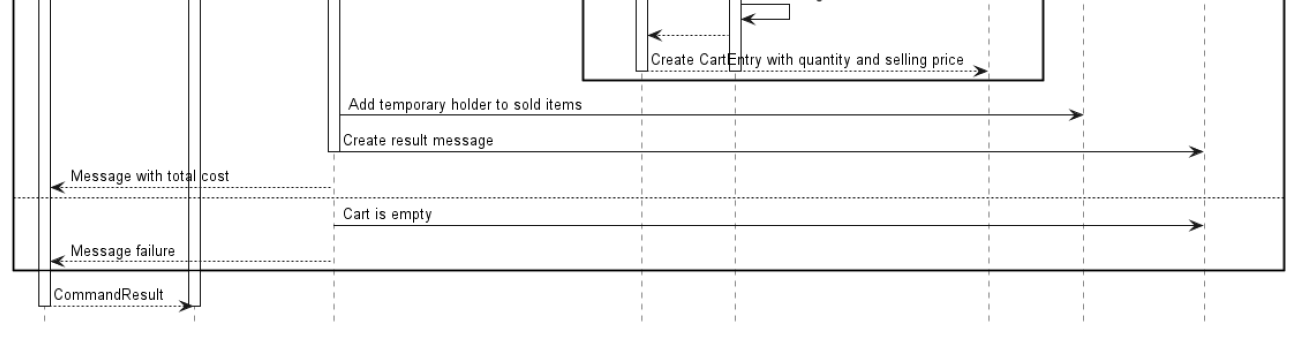 Create CartEntry with quantity and selling price
Add temporary holder to sold items
Create result message
Message with total cost
Cart is empty
Message failure
CommandResult